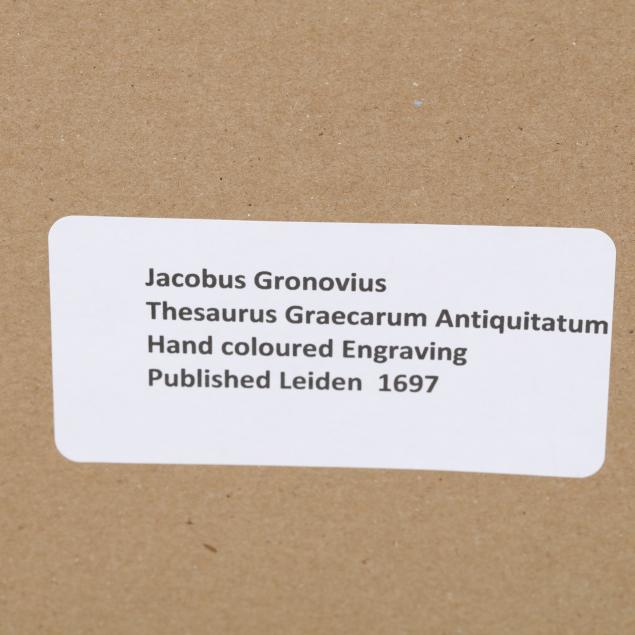 Jacobus Gronovius
Thesaurus Graecarum Antiquitatum
Hand coloured Engraving
Published Leiden  1697